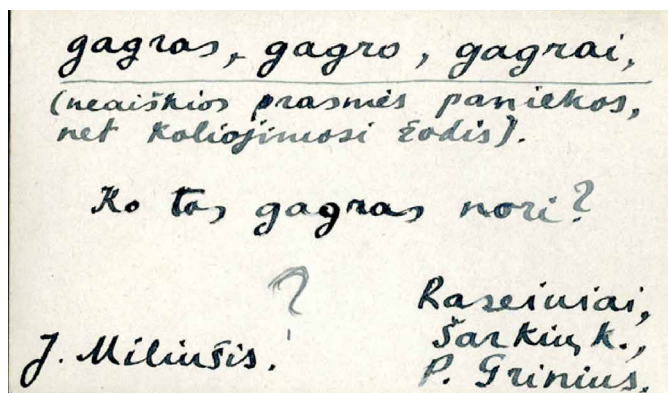 gagras, gagro, gagrai,
(neaiškios prasmės paniekos,
net koliojimosi žodis).
Ko tas gagras nori?
?
Raseiniai,
Šarkių k.,
J. Miliušis.
P. Grinius.